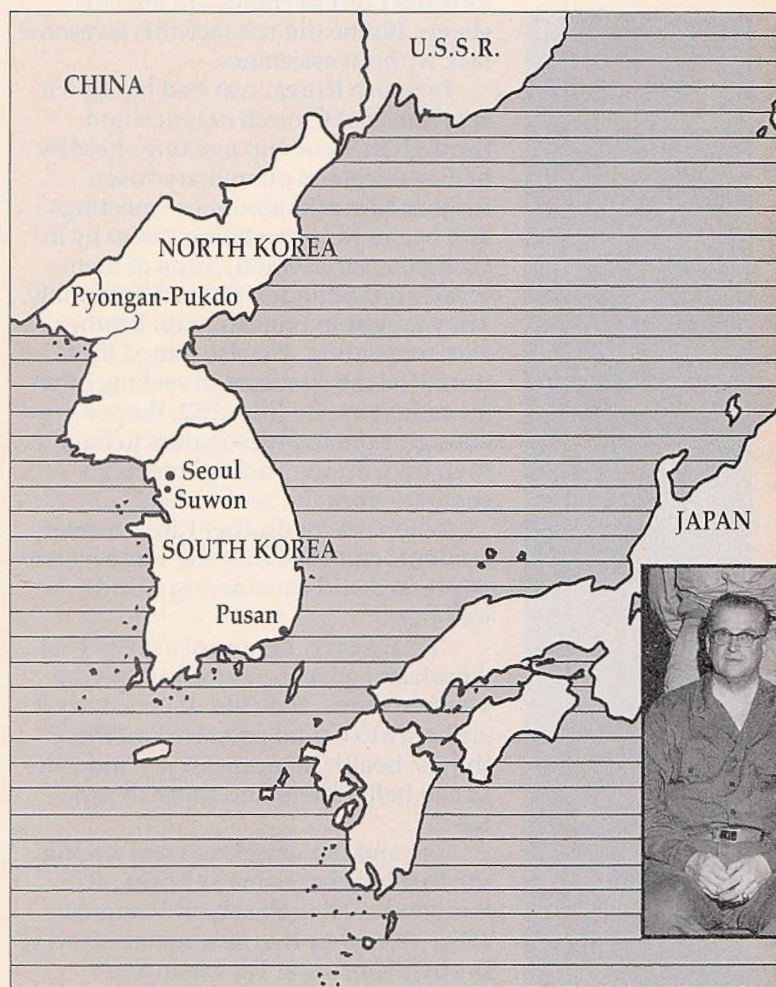 U.S.S.R.
CHINA
NORTH KOREA
Pyongan-Pukdo
Seoul
Suwon
SOUTH KOREA
JAPAN
Pusan